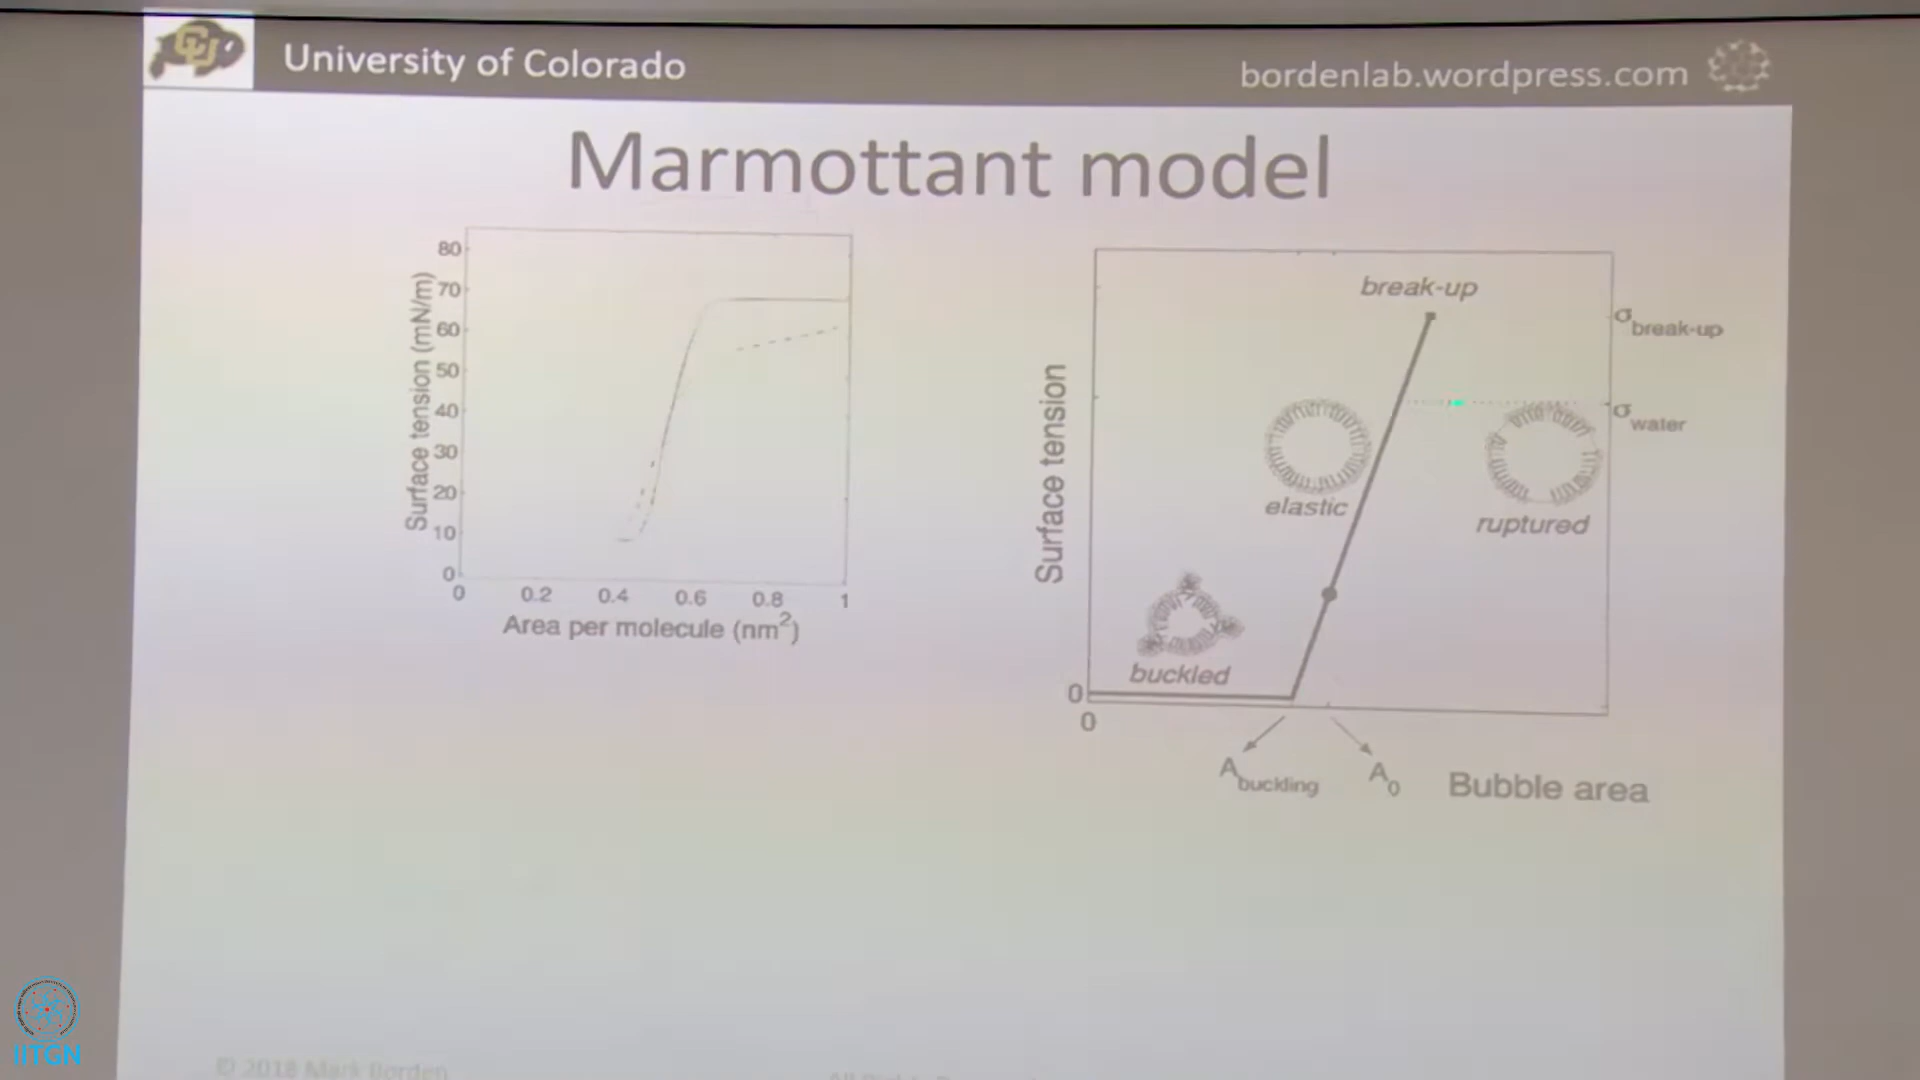 CU
University of Colorado
bordenlab.wordpress.com
Marmottant model
80
70
60
50
40
30
20
10
0
Surface tension (mN/m)
0 0.2 0.4 0.6 0.8 1
Area per molecule (nm²)
Surface tension
break-up
σ break-up
σ water
elastic
ruptured
buckled
0
0
A buckling
A 0
Bubble area
© 2018 Mark Borden
IITGN